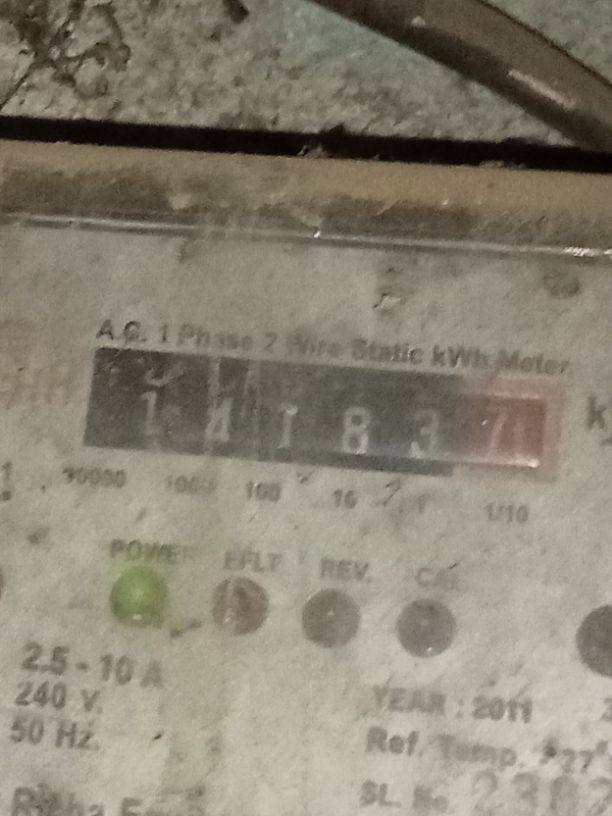 A.C. 1 Phase 2 Wire Static kWh Meter
1 4 1 8 3 7
k
10000 1000 100 10 1 1/10
POWER EFLT REV. CAL
2.5 - 10 A
240 V.
50 Hz.
YEAR : 2011
Ref. Temp. 27
SL. No.